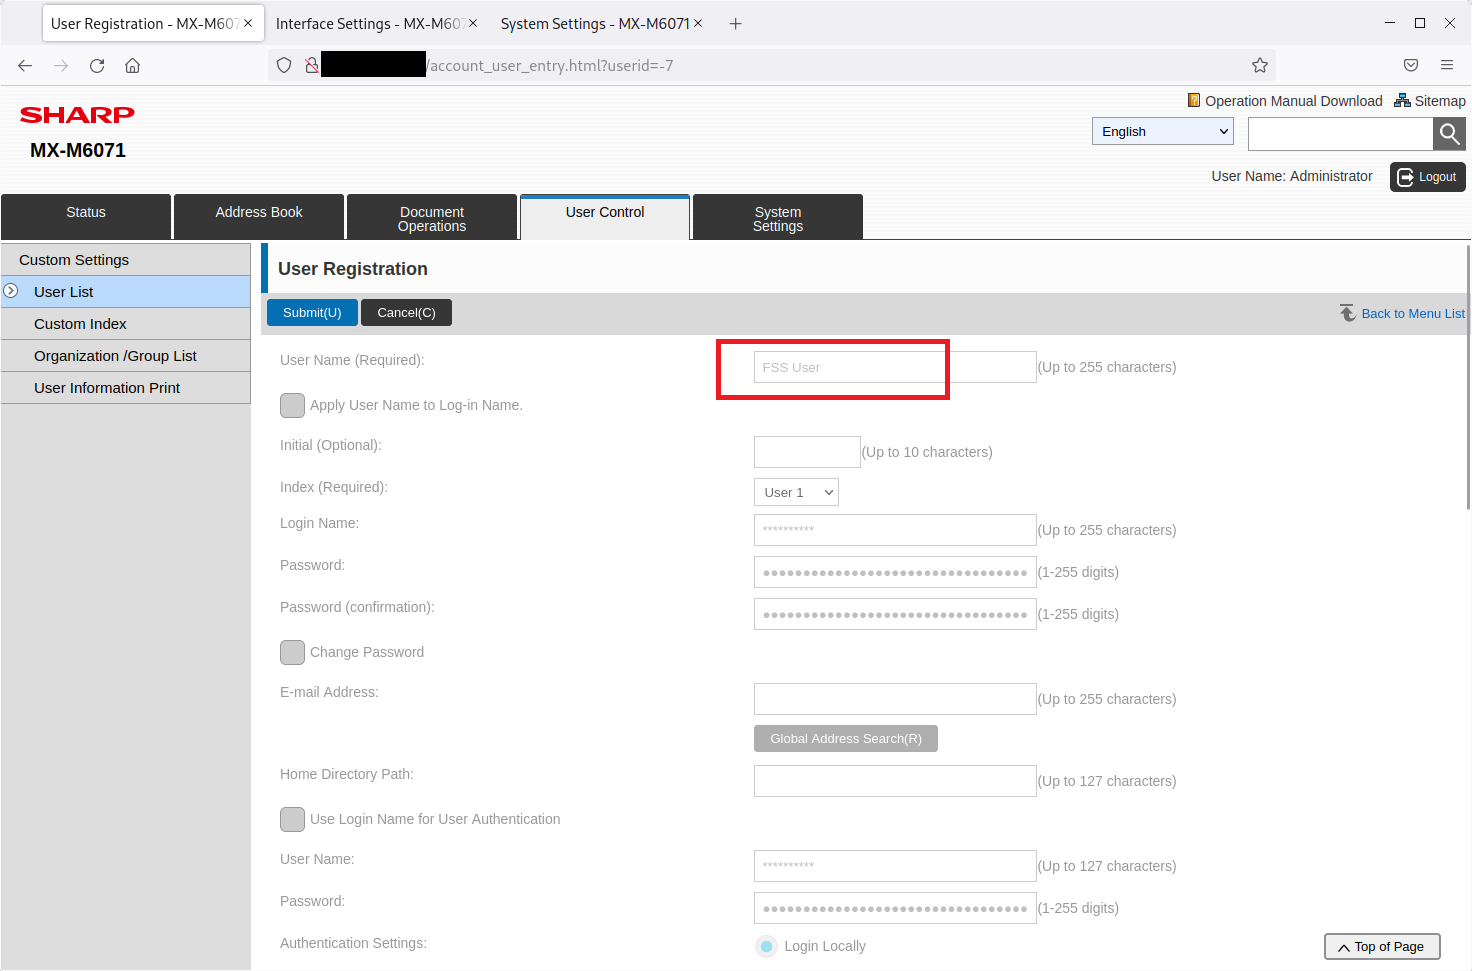 User Registration - MX-M607
Interface Settings - MX-M607
System Settings - MX-M6071
/account_user_entry.html?userid=-7
SHARP
MX-M6071
Operation Manual Download
Sitemap
English
User Name: Administrator
Logout
Status
Address Book
Document
Operations
User Control
System
Settings
Custom Settings
User List
Custom Index
Organization /Group List
User Information Print
User Registration
Submit(U)
Cancel(C)
Back to Menu List
User Name (Required):
FSS User
(Up to 255 characters)
Apply User Name to Log-in Name.
Initial (Optional):
(Up to 10 characters)
Index (Required):
User 1
Login Name:
**********
(Up to 255 characters)
Password:
●●●●●●●●●●●●●●●●●●●●●●●●●●●●●●●●●
(1-255 digits)
Password (confirmation):
●●●●●●●●●●●●●●●●●●●●●●●●●●●●●●●●●
(1-255 digits)
Change Password
E-mail Address:
(Up to 255 characters)
Global Address Search(R)
Home Directory Path:
(Up to 127 characters)
Use Login Name for User Authentication
User Name:
**********
(Up to 127 characters)
Password:
●●●●●●●●●●●●●●●●●●●●●●●●●●●●●●●●●
(1-255 digits)
Authentication Settings:
Login Locally
Top of Page